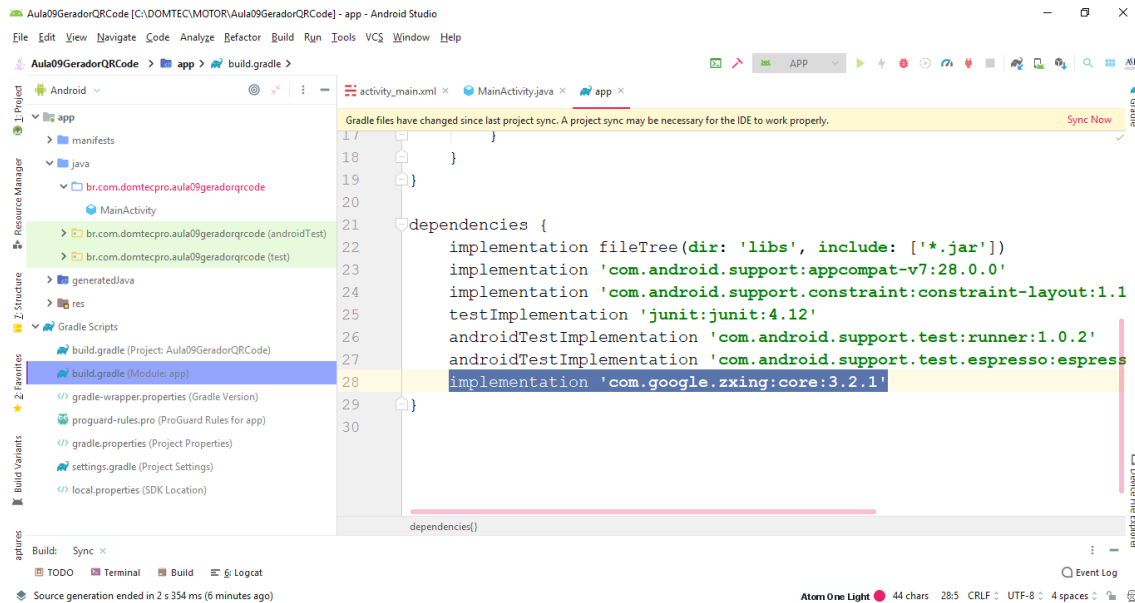 Aula09GeradorQRCode [C:\DOMTEC\MOTOR\Aula09GeradorQRCode] - app - Android Studio
File Edit View Navigate Code Analyze Refactor Build Run Tools VCS Window Help
Aula09GeradorQRCode app build.gradle
APP
1: Project
Android
activity_main.xml
MainActivity.java
app
Gradle
Gradle files have changed since last project sync. A project sync may be necessary for the IDE to work properly.
Sync Now
app
manifests
java
br.com.domtecpro.aula09geradorqrcode
MainActivity
br.com.domtecpro.aula09geradorqrcode (androidTest)
br.com.domtecpro.aula09geradorqrcode (test)
generatedJava
res
Gradle Scripts
build.gradle (Project: Aula09GeradorQRCode)
build.gradle (Module: app)
gradle-wrapper.properties (Gradle Version)
proguard-rules.pro (ProGuard Rules for app)
gradle.properties (Project Properties)
settings.gradle (Project Settings)
local.properties (SDK Location)
Resource Manager
7: Structure
2: Favorites
Build Variants
aptures
17 }
18 }
19 }
20
21 dependencies {
22 implementation fileTree(dir: 'libs', include: ['*.jar'])
23 implementation 'com.android.support:appcompat-v7:28.0.0'
24 implementation 'com.android.support.constraint:constraint-layout:1.1
25 testImplementation 'junit:junit:4.12'
26 androidTestImplementation 'com.android.support.test:runner:1.0.2'
27 androidTestImplementation 'com.android.support.test.espresso:espress
28 implementation 'com.google.zxing:core:3.2.1'
29 }
30
dependencies{}
Device File Explorer
Build: Sync
TODO Terminal Build 6: Logcat
Event Log
Source generation ended in 2 s 354 ms (6 minutes ago)
Atom One Light 44 chars 28:5 CRLF UTF-8 4 spaces